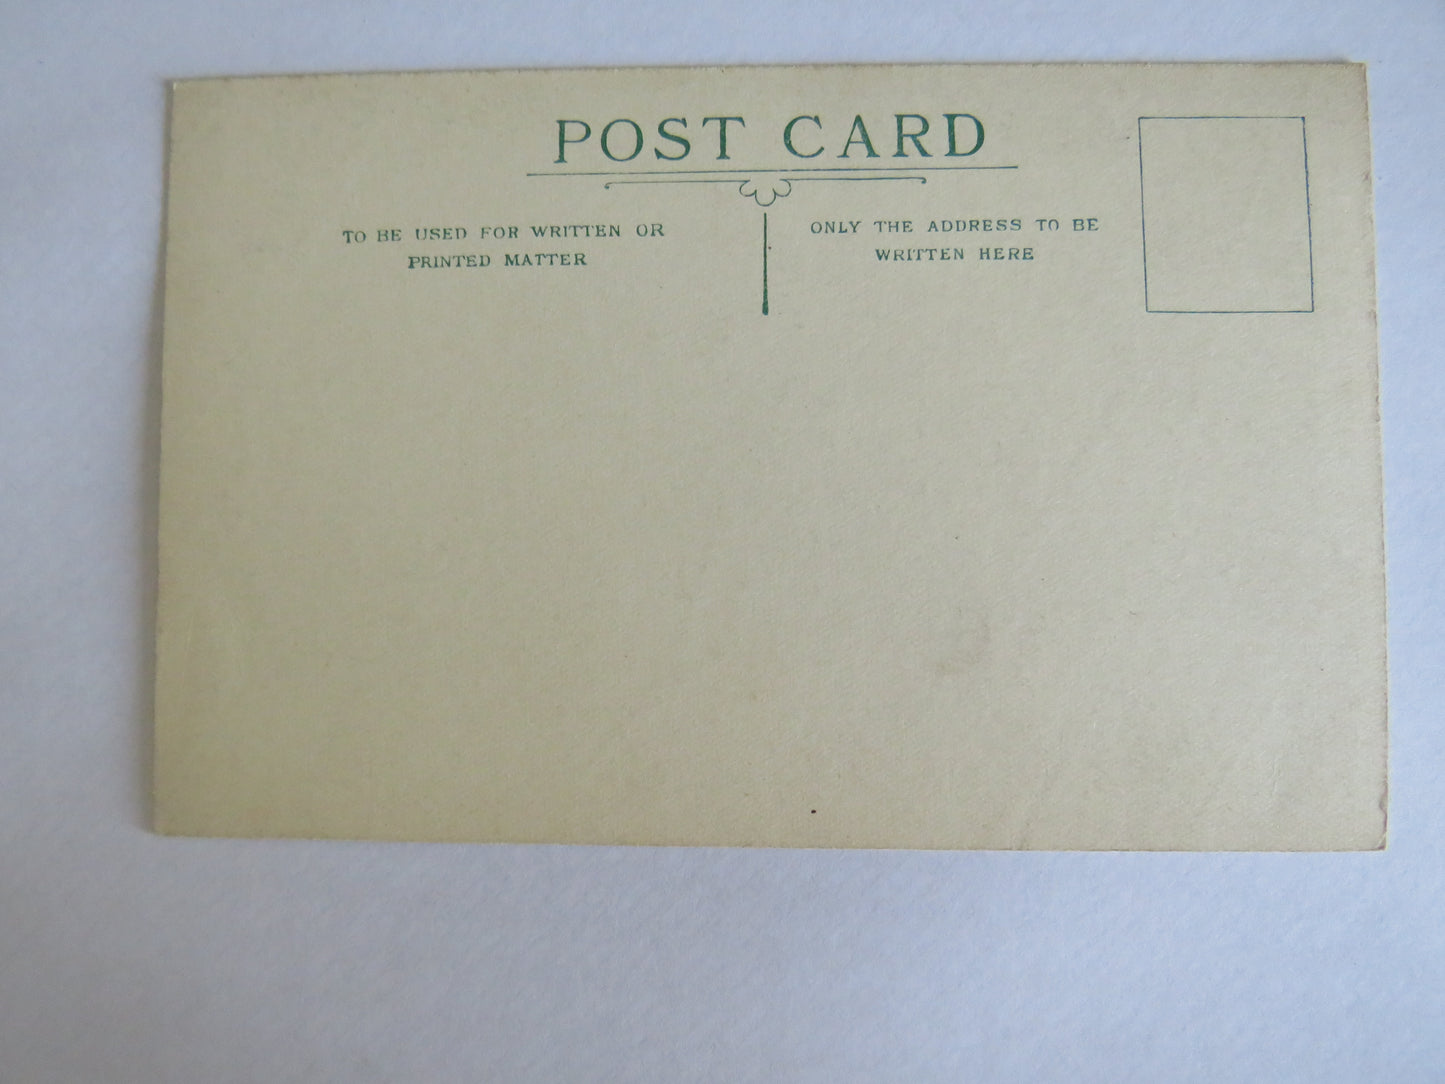 POST CARD
TO BE USED FOR WRITTEN OR
PRINTED MATTER
ONLY THE ADDRESS TO BE
WRITTEN HERE